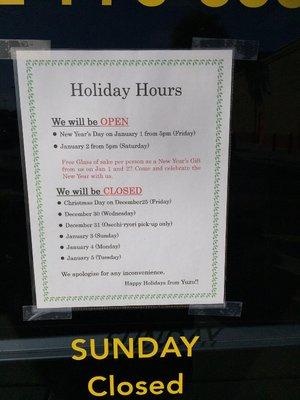 Holiday Hours
We will be OPEN
New Year's Day on January 1 from 5pm (Friday)
January 2 from 5pm (Saturday)
Free Glass of sake per person as a New Year's Gift
from us on Jan 1 and 2! Come and celebrate the
New Year with us.
We will be CLOSED
Christmas Day on December25 (Friday)
December 30 (Wednesday)
December 31 (Osechi-ryori pick-up only)
January 3 (Sunday)
January 4 (Monday)
January 5 (Tuesday)
We apologize for any inconvenience.
Happy Holidays from Yuzu!!
SUNDAY
Closed